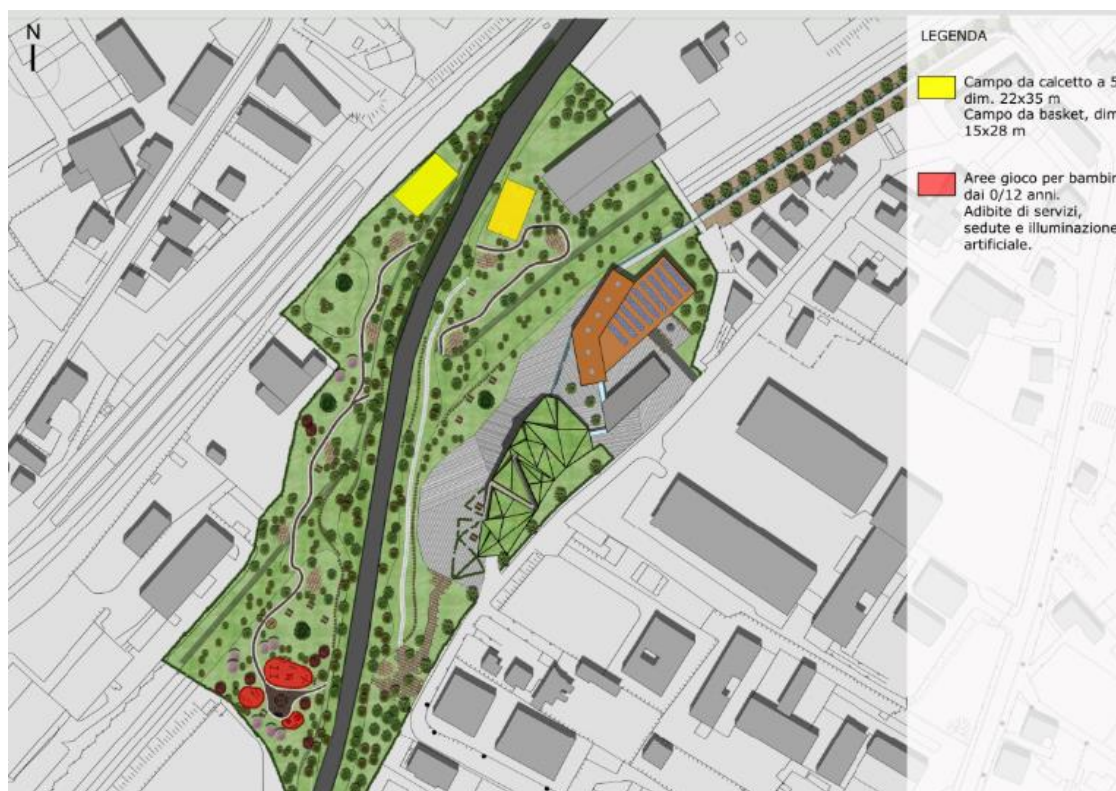 N
LEGENDA
Campo da calcetto a 5
dim. 22x35 m
Campo da basket, dim
15x28 m
Aree gioco per bambin
dai 0/12 anni.
Adibite di servizi,
sedute e illuminazione
artificiale.